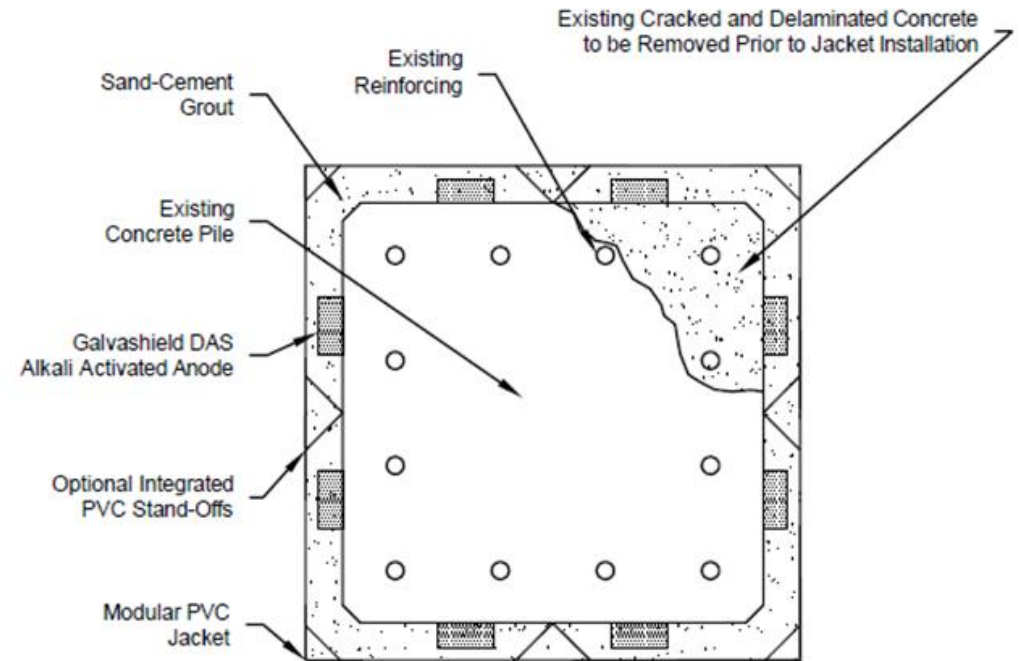 Existing Cracked and Delaminated Concrete
to be Removed Prior to Jacket Installation
Existing
Reinforcing
Sand-Cement
Grout
Existing
Concrete Pile
Galvashield DAS
Alkali Activated Anode
Optional Integrated
PVC Stand-Offs
Modular PVC
Jacket